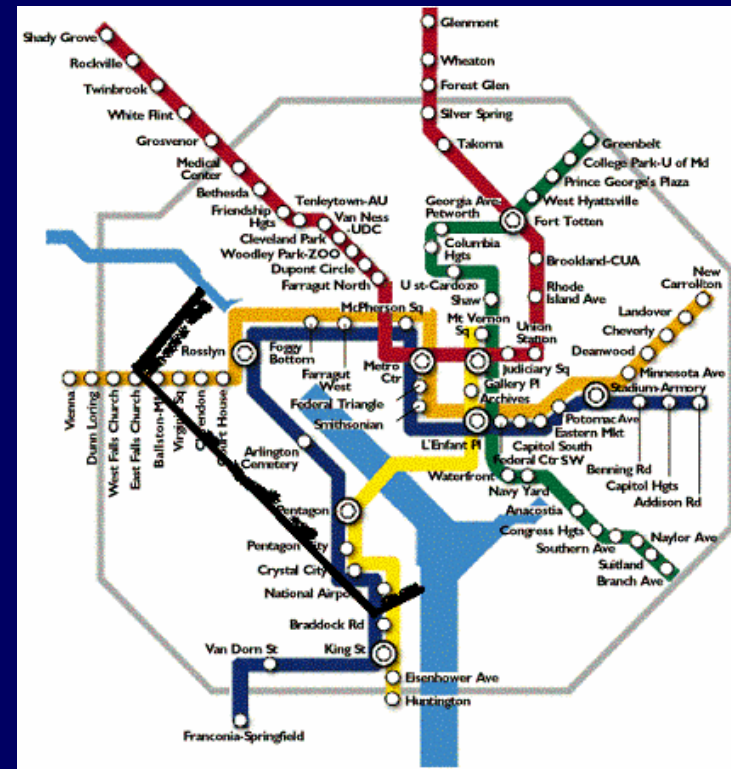 Glenmont
Shady Grove
Rockville
Wheaton
Twinbrook
Forest Glen
White Flint
Silver Spring
Grosvenor
Takoma
Greenbelt
Medical
Center
College Park-U of Md
Bethesda
Prince George's Plaza
Friendship
Hgts
Tenleytown-AU
Van Ness
-UDC
Georgia Ave-
Petworth
West Hyattsville
Fort Totten
Cleveland Park
Woodley Park-ZOO
Columbia
Hgts
Dupont Circle
Brookland-CUA
Farragut North
U st-Cardozo
New
Carrollton
Rhode
Island Ave
McPherson Sq
Shaw
Landover
Mt Vernon
Sq
Cheverly
Union
Station
Deanwood
Rosslyn
Foggy
Bottom
Metro
Ctr
Judiciary Sq
Minnesota Ave
Farragut
West
Gallery Pl
Stadium-Armory
Archives
Federal Triangle
Smithsonian
Potomac Ave
Vienna
Dunn Loring
West Falls Church
East Falls Church
Ballston-
Virginia Sq
Clarendon
Court House
L'Enfant Pl
Eastern Mkt
Capitol South
Federal Ctr SW
Arlington
Cemetery
Benning Rd
Capitol Hgts
Addison Rd
Waterfront
Navy Yard
Pentagon
Anacostia
Congress Hgts
Pentagon City
Southern Ave
Naylor Ave
Crystal City
Suitland
Branch Ave
National Airport
Braddock Rd
Van Dorn St
King St
Eisenhower Ave
Huntington
Franconia-Springfield